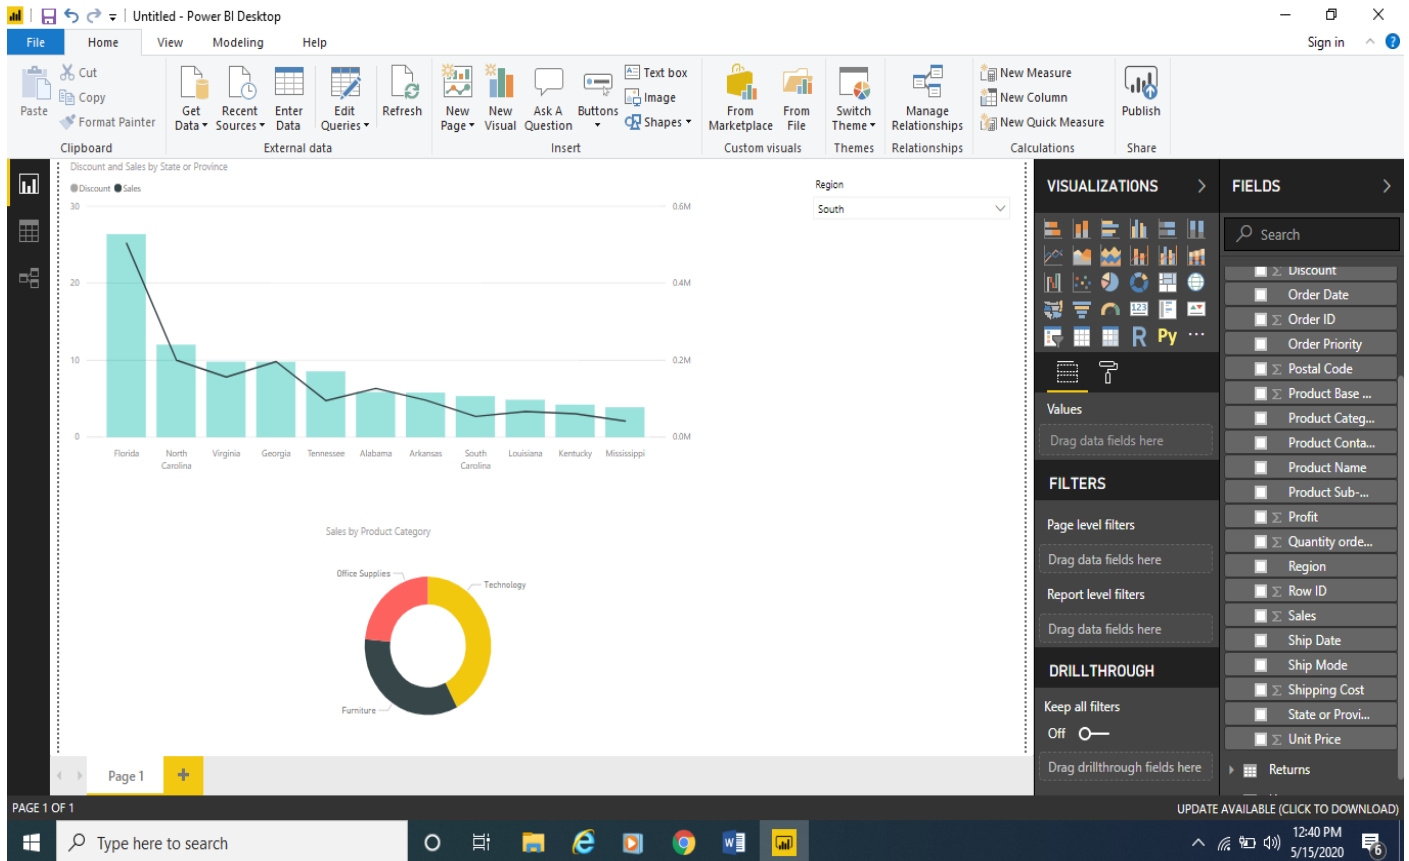 Untitled - Power BI Desktop
File Home View Modeling Help
Sign in
Paste
Cut
Copy
Format Painter
Clipboard
Get Data
Recent Sources
Enter Data
Edit Queries
Refresh
External data
New Page
New Visual
Ask A Question
Buttons
Text box
Image
Shapes
Insert
From Marketplace
From File
Custom visuals
Switch Theme
Themes
Manage Relationships
Relationships
New Measure
New Column
New Quick Measure
Calculations
Publish
Share
Discount and Sales by State or Province
Discount Sales
30
20
10
0
0.6M
0.4M
0.2M
0.0M
Florida
North Carolina
Virginia
Georgia
Tennessee
Alabama
Arkansas
South Carolina
Louisiana
Kentucky
Mississippi
Region
South
Sales by Product Category
Office Supplies
Technology
Furniture
VISUALIZATIONS
123
R
Py
Values
Drag data fields here
FILTERS
Page level filters
Drag data fields here
Report level filters
Drag data fields here
DRILLTHROUGH
Keep all filters
Off
Drag drillthrough fields here
FIELDS
Search
Σ Discount
Order Date
Σ Order ID
Order Priority
Σ Postal Code
Σ Product Base ...
Product Categ...
Product Conta...
Product Name
Product Sub-...
Σ Profit
Σ Quantity orde...
Region
Σ Row ID
Σ Sales
Ship Date
Ship Mode
Σ Shipping Cost
State or Provi...
Σ Unit Price
Returns
Page 1
PAGE 1 OF 1
UPDATE AVAILABLE (CLICK TO DOWNLOAD)
Type here to search
12:40 PM
5/15/2020
6